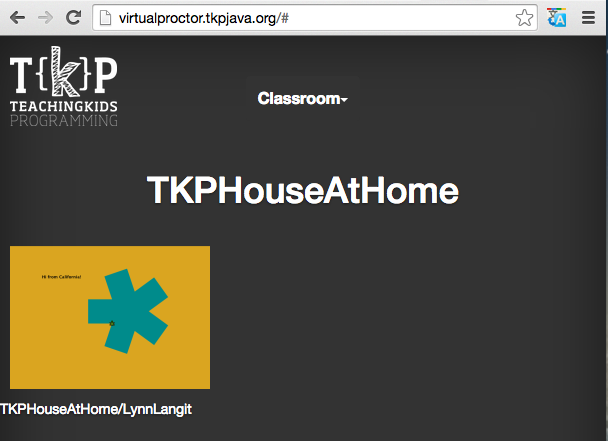 virtualproctor.tkpjava.org/#
T{k}P
TEACHINGKIDS
PROGRAMMING
Classroom
TKPHouseAtHome
Hi from California!
TKPHouseAtHome/LynnLangit